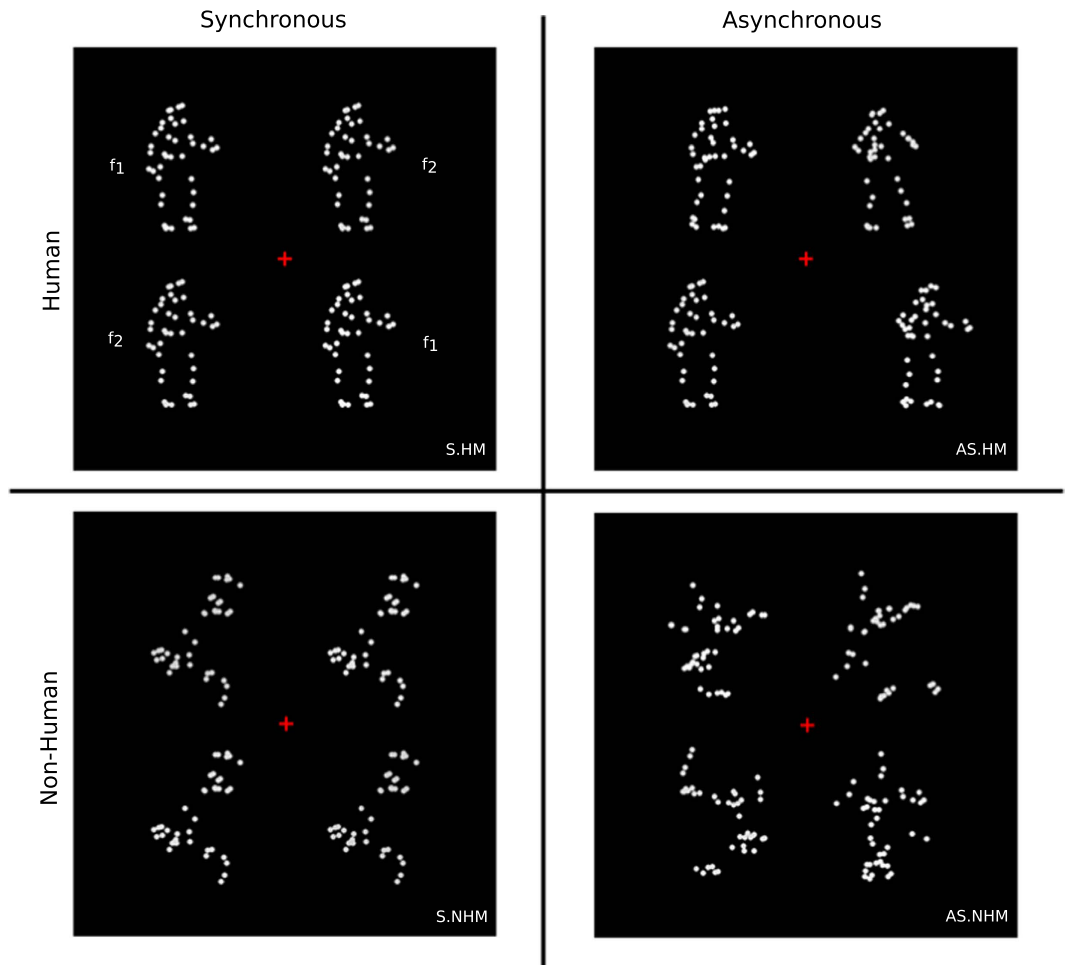 Synchronous
Asynchronous
Human
f1
f2
f2
f1
S.HM
AS.HM
Non-Human
S.NHM
AS.NHM